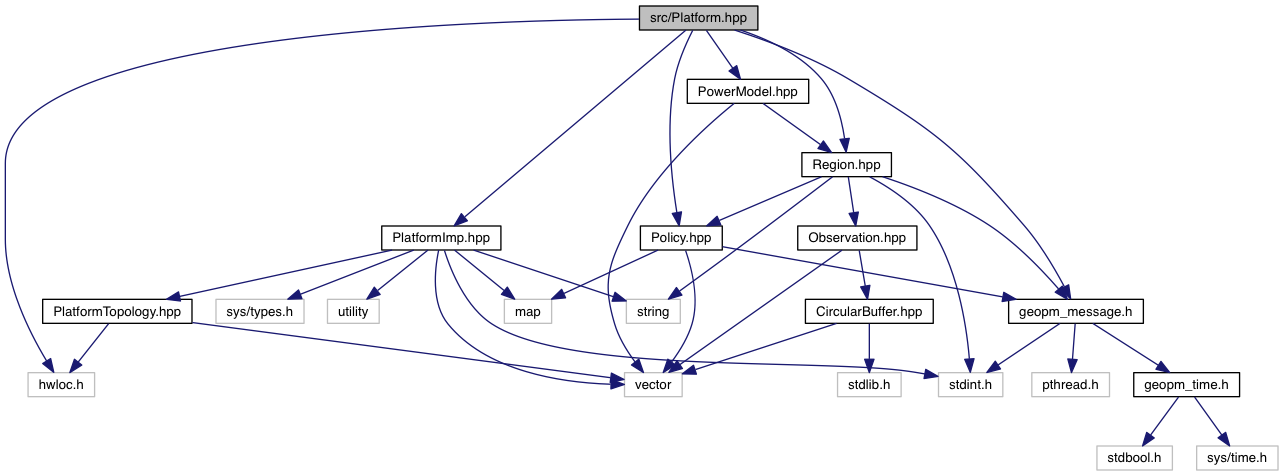 src/Platform.hpp
PowerModel.hpp
Region.hpp
PlatformImp.hpp
Policy.hpp
Observation.hpp
PlatformTopology.hpp
sys/types.h
utility
map
string
CircularBuffer.hpp
geopm_message.h
hwloc.h
vector
stdlib.h
stdint.h
pthread.h
geopm_time.h
stdbool.h
sys/time.h